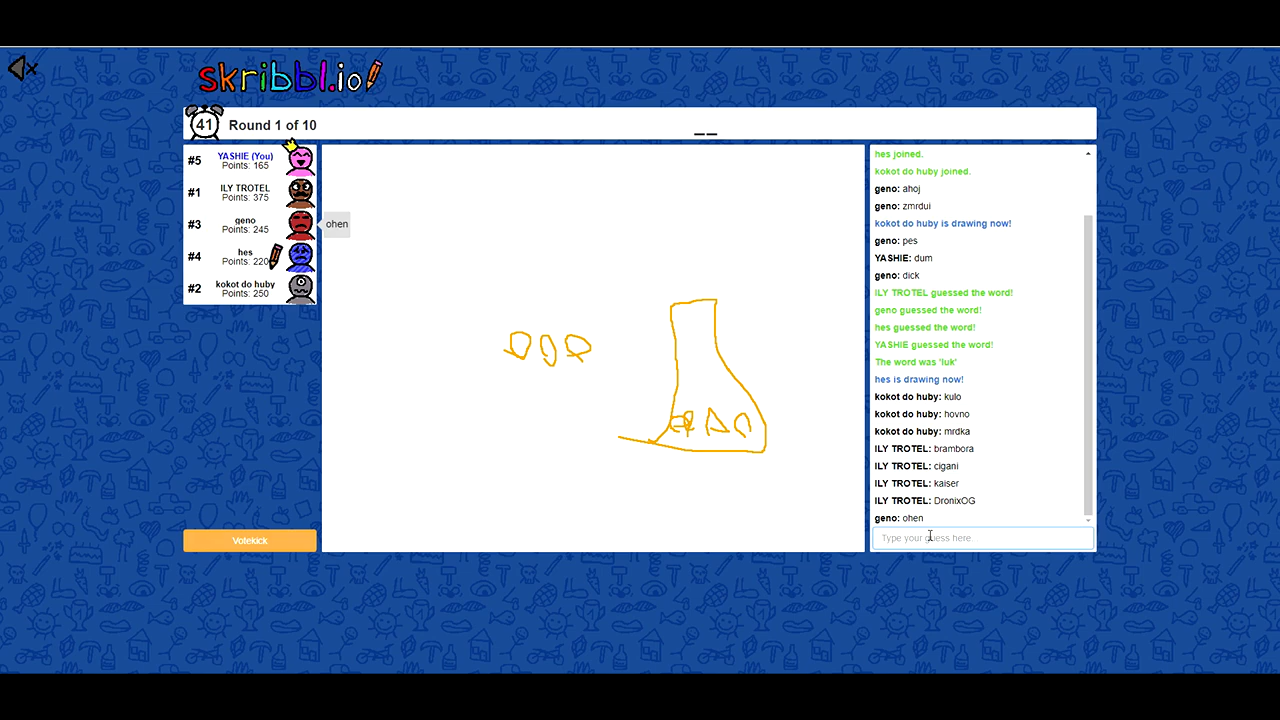 skribbl.io
41
Round 1 of 10
_ _
#5 YASHIE (You)
Points: 165
#1 ILY TROTEL
Points: 375
#3 geno
Points: 245
ohen
#4 hes
Points: 220
#2 kokot do huby
Points: 250
Votekick
hes joined.
kokot do huby joined.
geno: ahoj
geno: zmrdui
kokot do huby is drawing now!
geno: pes
YASHIE: dum
geno: dick
ILY TROTEL guessed the word!
geno guessed the word!
hes guessed the word!
YASHIE guessed the word!
The word was 'luk'
hes is drawing now!
kokot do huby: kulo
kokot do huby: hovno
kokot do huby: mrdka
ILY TROTEL: brambora
ILY TROTEL: cigani
ILY TROTEL: kaiser
ILY TROTEL: DronixOG
geno: ohen
Type your guess here